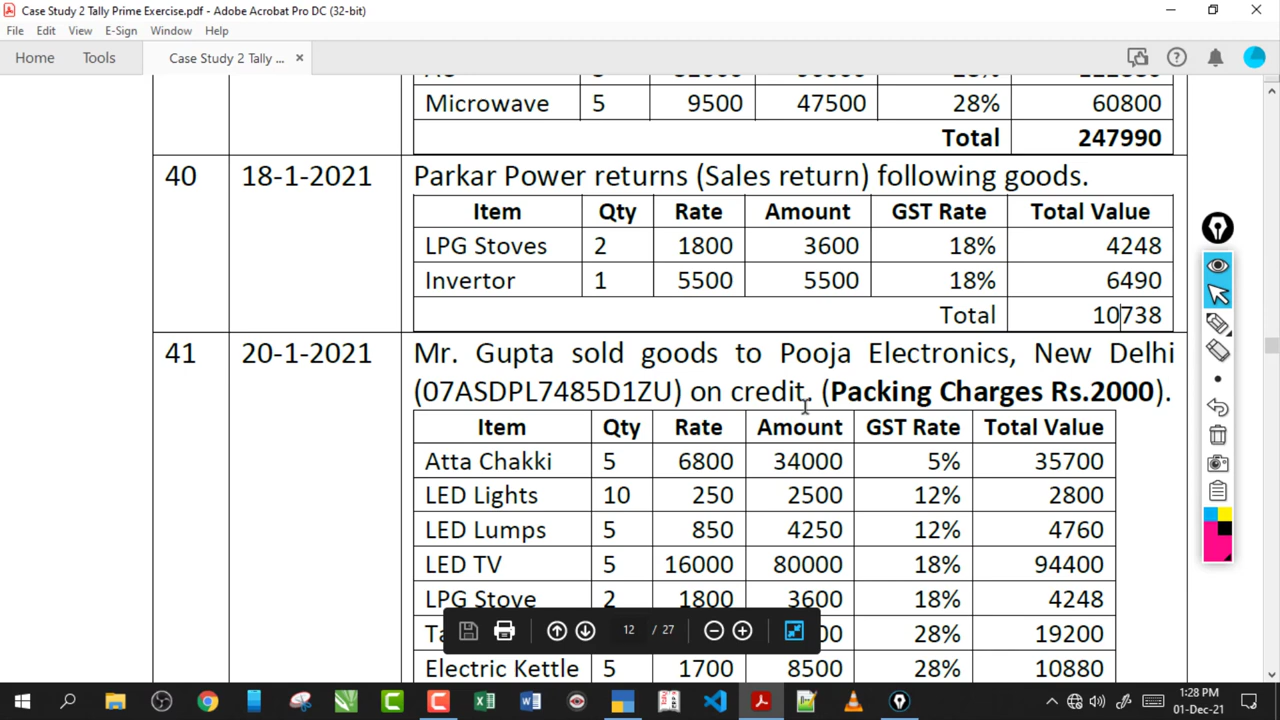 Case Study 2 Tally Prime Exercise.pdf - Adobe Acrobat Pro DC (32-bit)
File Edit View E-Sign Window Help
Home Tools Case Study 2 Tally ... ×
Microwave 5 9500 47500 28% 60800
Total 247990
40 18-1-2021 Parkar Power returns (Sales return) following goods.
Item Qty Rate Amount GST Rate Total Value
LPG Stoves 2 1800 3600 18% 4248
Invertor 1 5500 5500 18% 6490
Total 10738
41 20-1-2021 Mr. Gupta sold goods to Pooja Electronics, New Delhi
(07ASDPL7485D1ZU) on credit. (Packing Charges Rs.2000).
Item Qty Rate Amount GST Rate Total Value
Atta Chakki 5 6800 34000 5% 35700
LED Lights 10 250 2500 12% 2800
LED Lumps 5 850 4250 12% 4760
LED TV 5 16000 80000 18% 94400
LPG Stove 2 1800 3600 18% 4248
28% 19200
12 / 27
Electric Kettle 5 1700 8500 28% 10880
1:28 PM
01-Dec-21